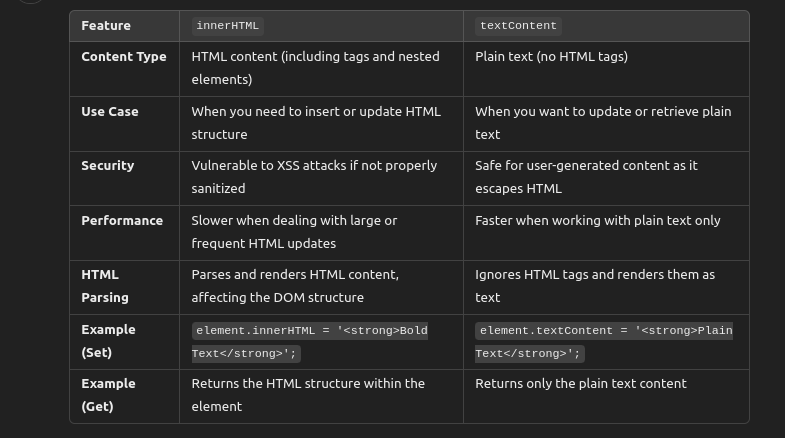 Feature innerHTML textContent
Content Type HTML content (including tags and nested Plain text (no HTML tags)
elements)
Use Case When you need to insert or update HTML When you want to update or retrieve plain
structure text
Security Vulnerable to XSS attacks if not properly Safe for user-generated content as it
sanitized escapes HTML
Performance Slower when dealing with large or Faster when working with plain text only
frequent HTML updates
HTML Parses and renders HTML content, Ignores HTML tags and renders them as
Parsing affecting the DOM structure text
Example element.innerHTML = '<strong>Bold element.textContent = '<strong>Plain
(Set) Text</strong>'; Text</strong>';
Example Returns the HTML structure within the Returns only the plain text content
(Get) element